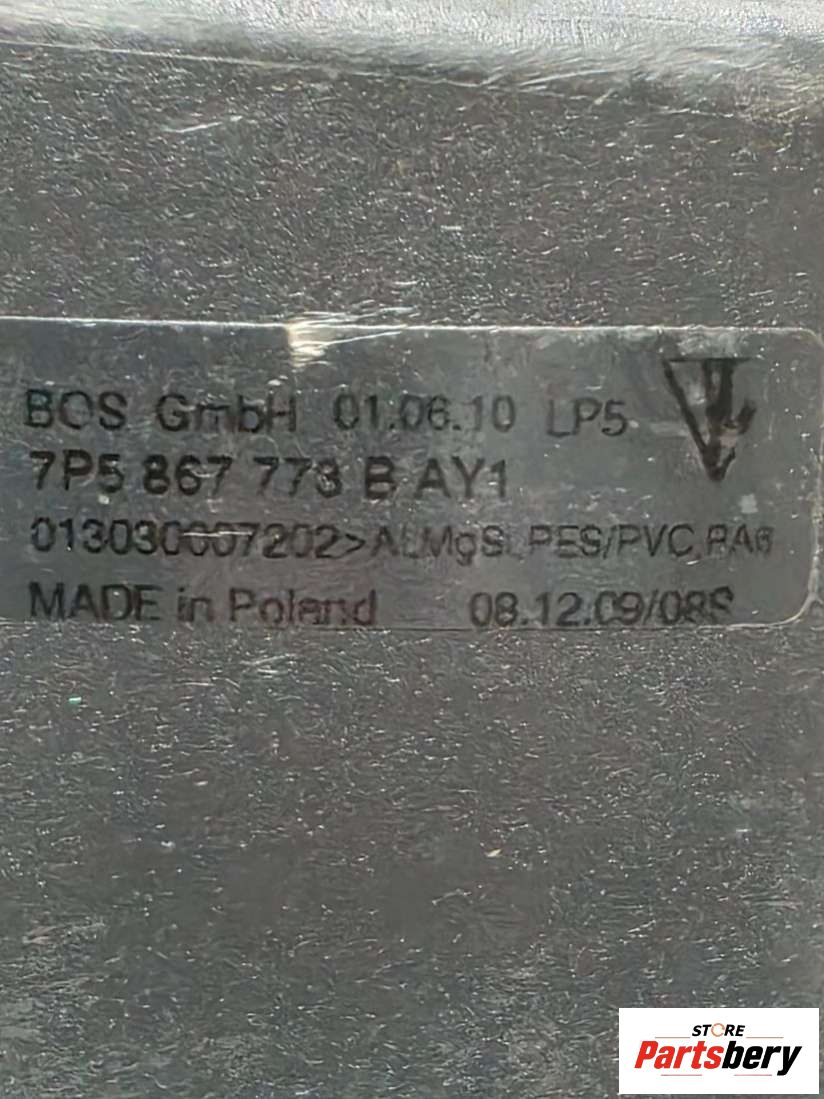 BOS GmbH 01.06.10 LP5
7P5 867 773 B AY1
013030007202>ALMgSi,PES/PVC,PA6
MADE in Poland 08.12.09/08S
STORE
Partsbery